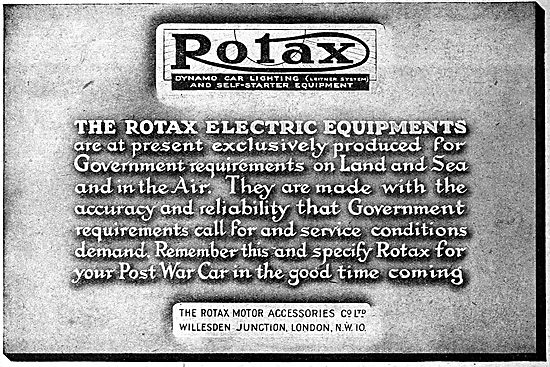 Rotax
DYNAMO CAR LIGHTING (LEITNER SYSTEM)
AND SELF-STARTER EQUIPMENT
THE ROTAX ELECTRIC EQUIPMENTS
are at present exclusively produced for
Government requirements on Land and Sea
and in the Air. They are made with the
accuracy and reliability that Government
requirements call for and service conditions
demand. Remember this and specify Rotax for
your Post War Car in the good time coming
THE ROTAX MOTOR ACCESSORIES Cº LTD
WILLESDEN JUNCTION, LONDON, N.W. 10.